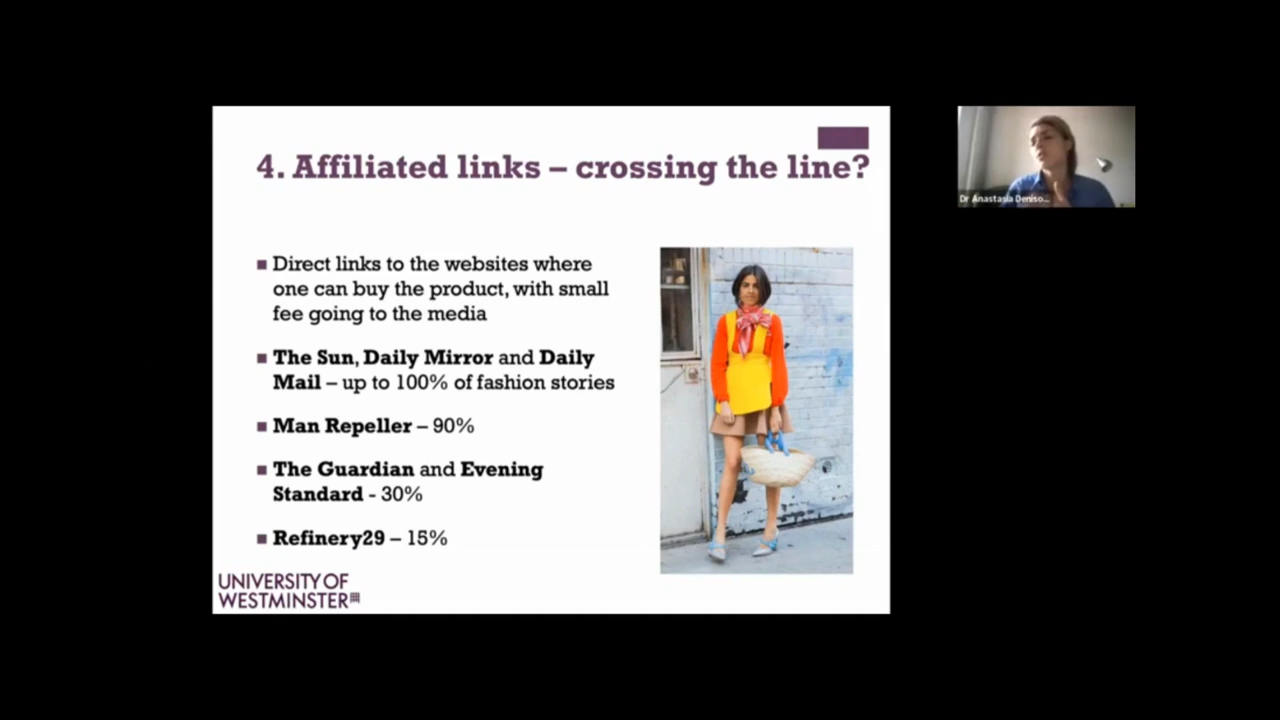 4. Affiliated links – crossing the line?
■ Direct links to the websites where
one can buy the product, with small
fee going to the media
■ The Sun, Daily Mirror and Daily
Mail – up to 100% of fashion stories
■ Man Repeller – 90%
■ The Guardian and Evening
Standard - 30%
■ Refinery29 – 15%
UNIVERSITY OF
WESTMINSTER
Dr Anastasia Deniso...